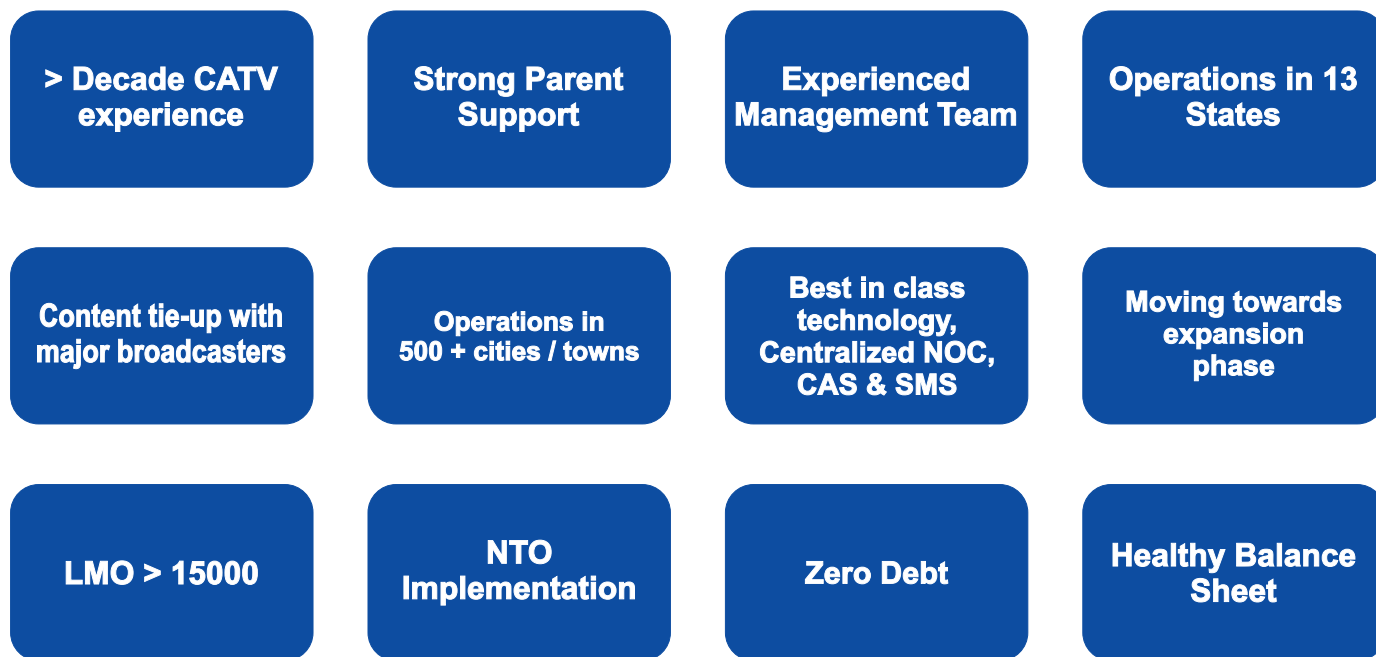 > Decade CATV
experience
Strong Parent
Support
Experienced
Management Team
Operations in 13
States
Content tie-up with
major broadcasters
Operations in
500 + cities / towns
Best in class
technology,
Centralized NOC,
CAS & SMS
Moving towards
expansion
phase
LMO > 15000
NTO
Implementation
Zero Debt
Healthy Balance
Sheet